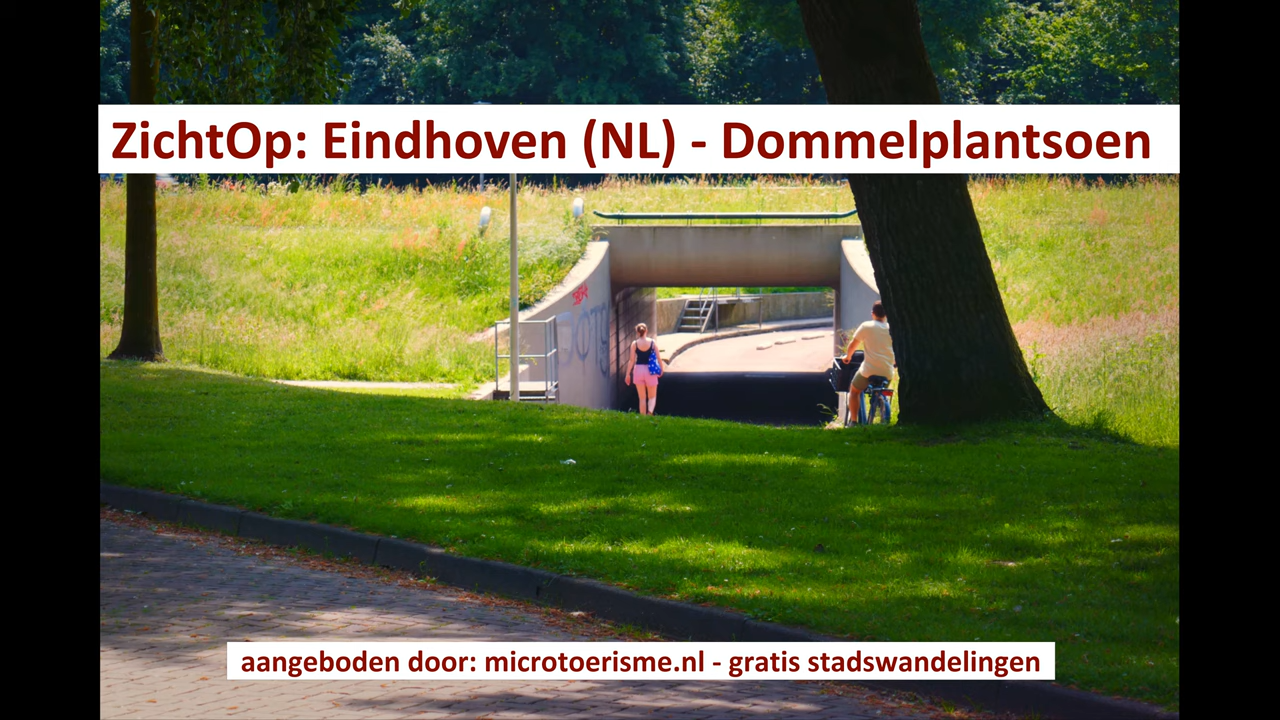 ZichtOp: Eindhoven (NL) - Dommelplantsoen
aangeboden door: microtoerisme.nl - gratis stadswandelingen